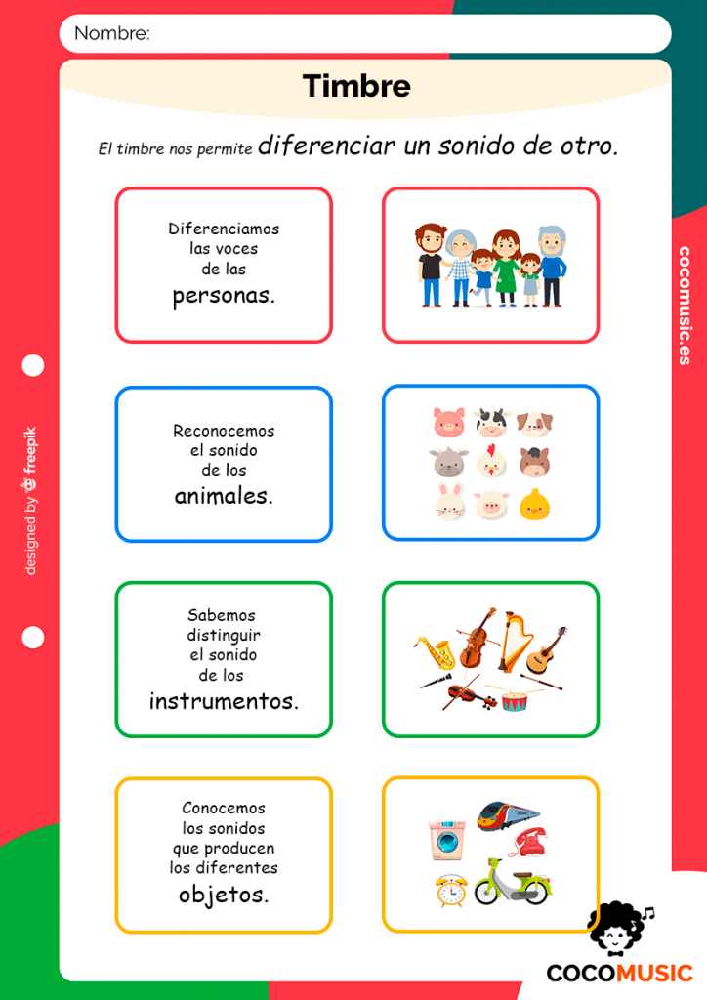 Nombre:
Timbre
El timbre nos permite diferenciar un sonido de otro.
Diferenciamos
las voces
de las
personas.
Reconocemos
el sonido
de los
animales.
Sabemos
distinguir
el sonido
de los
instrumentos.
Conocemos
los sonidos
que producen
los diferentes
objetos.
cocomusic.es
designed by freepik
COCOMUSIC